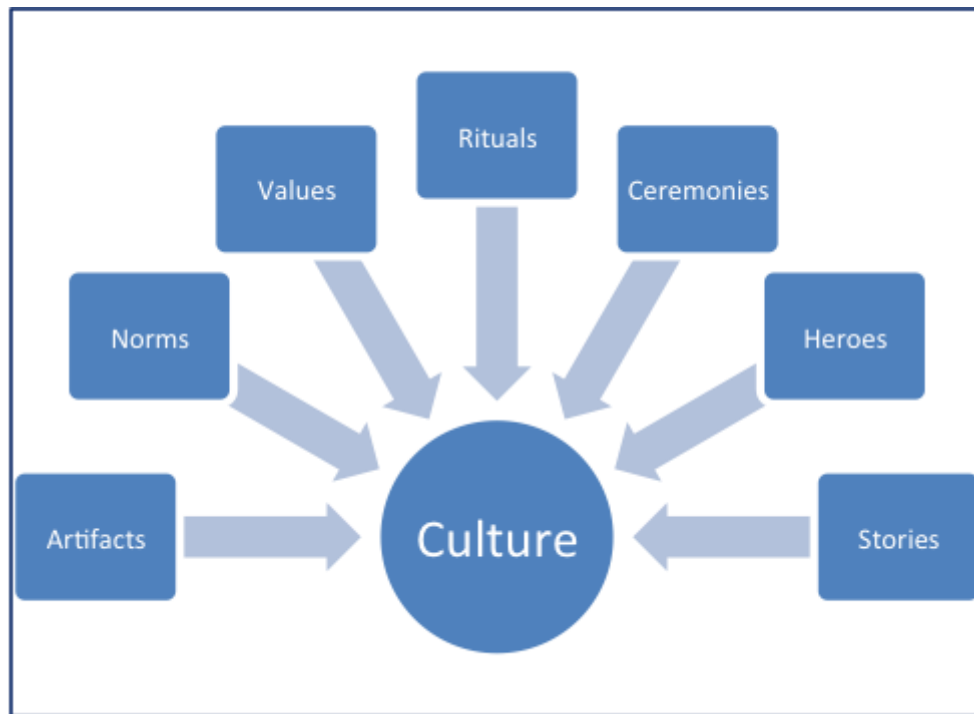 Rituals
Values
Ceremonies
Norms
Heroes
Artifacts
Culture
Stories